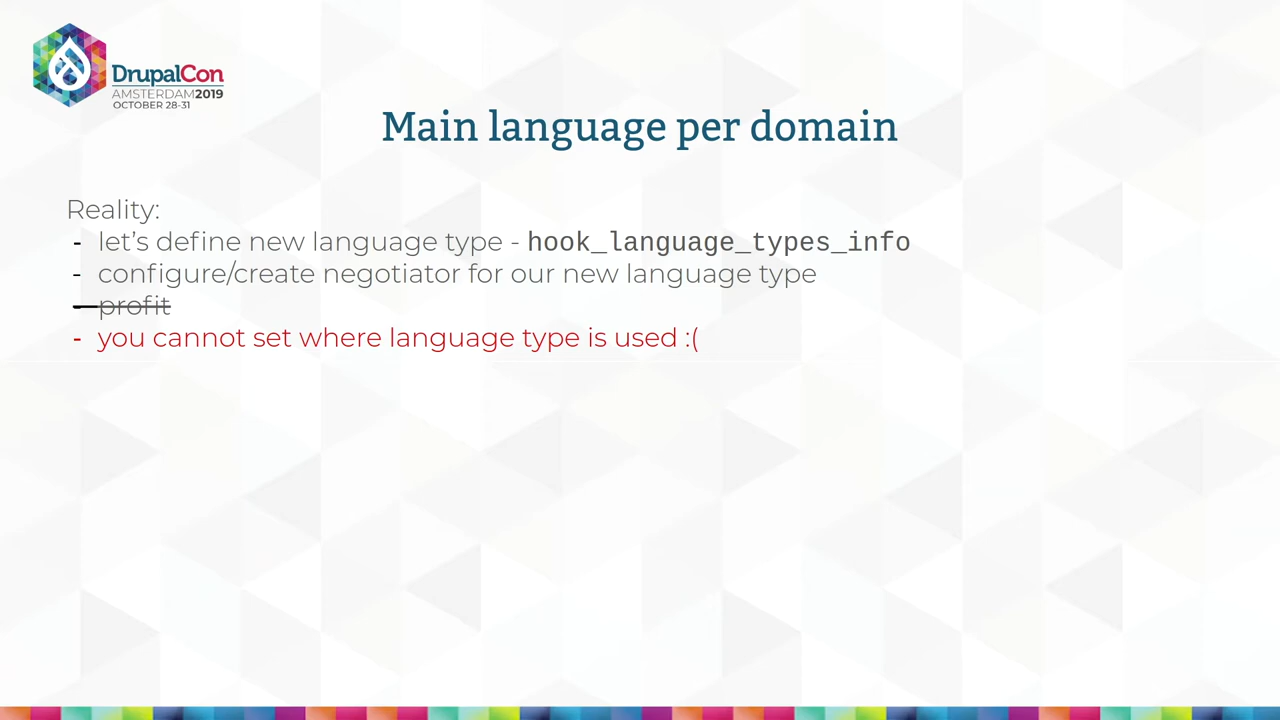 DrupalCon
AMSTERDAM2019
OCTOBER 28-31
Main language per domain
Reality:
- let’s define new language type - hook_language_types_info
- configure/create negotiator for our new language type
- profit
- you cannot set where language type is used :(